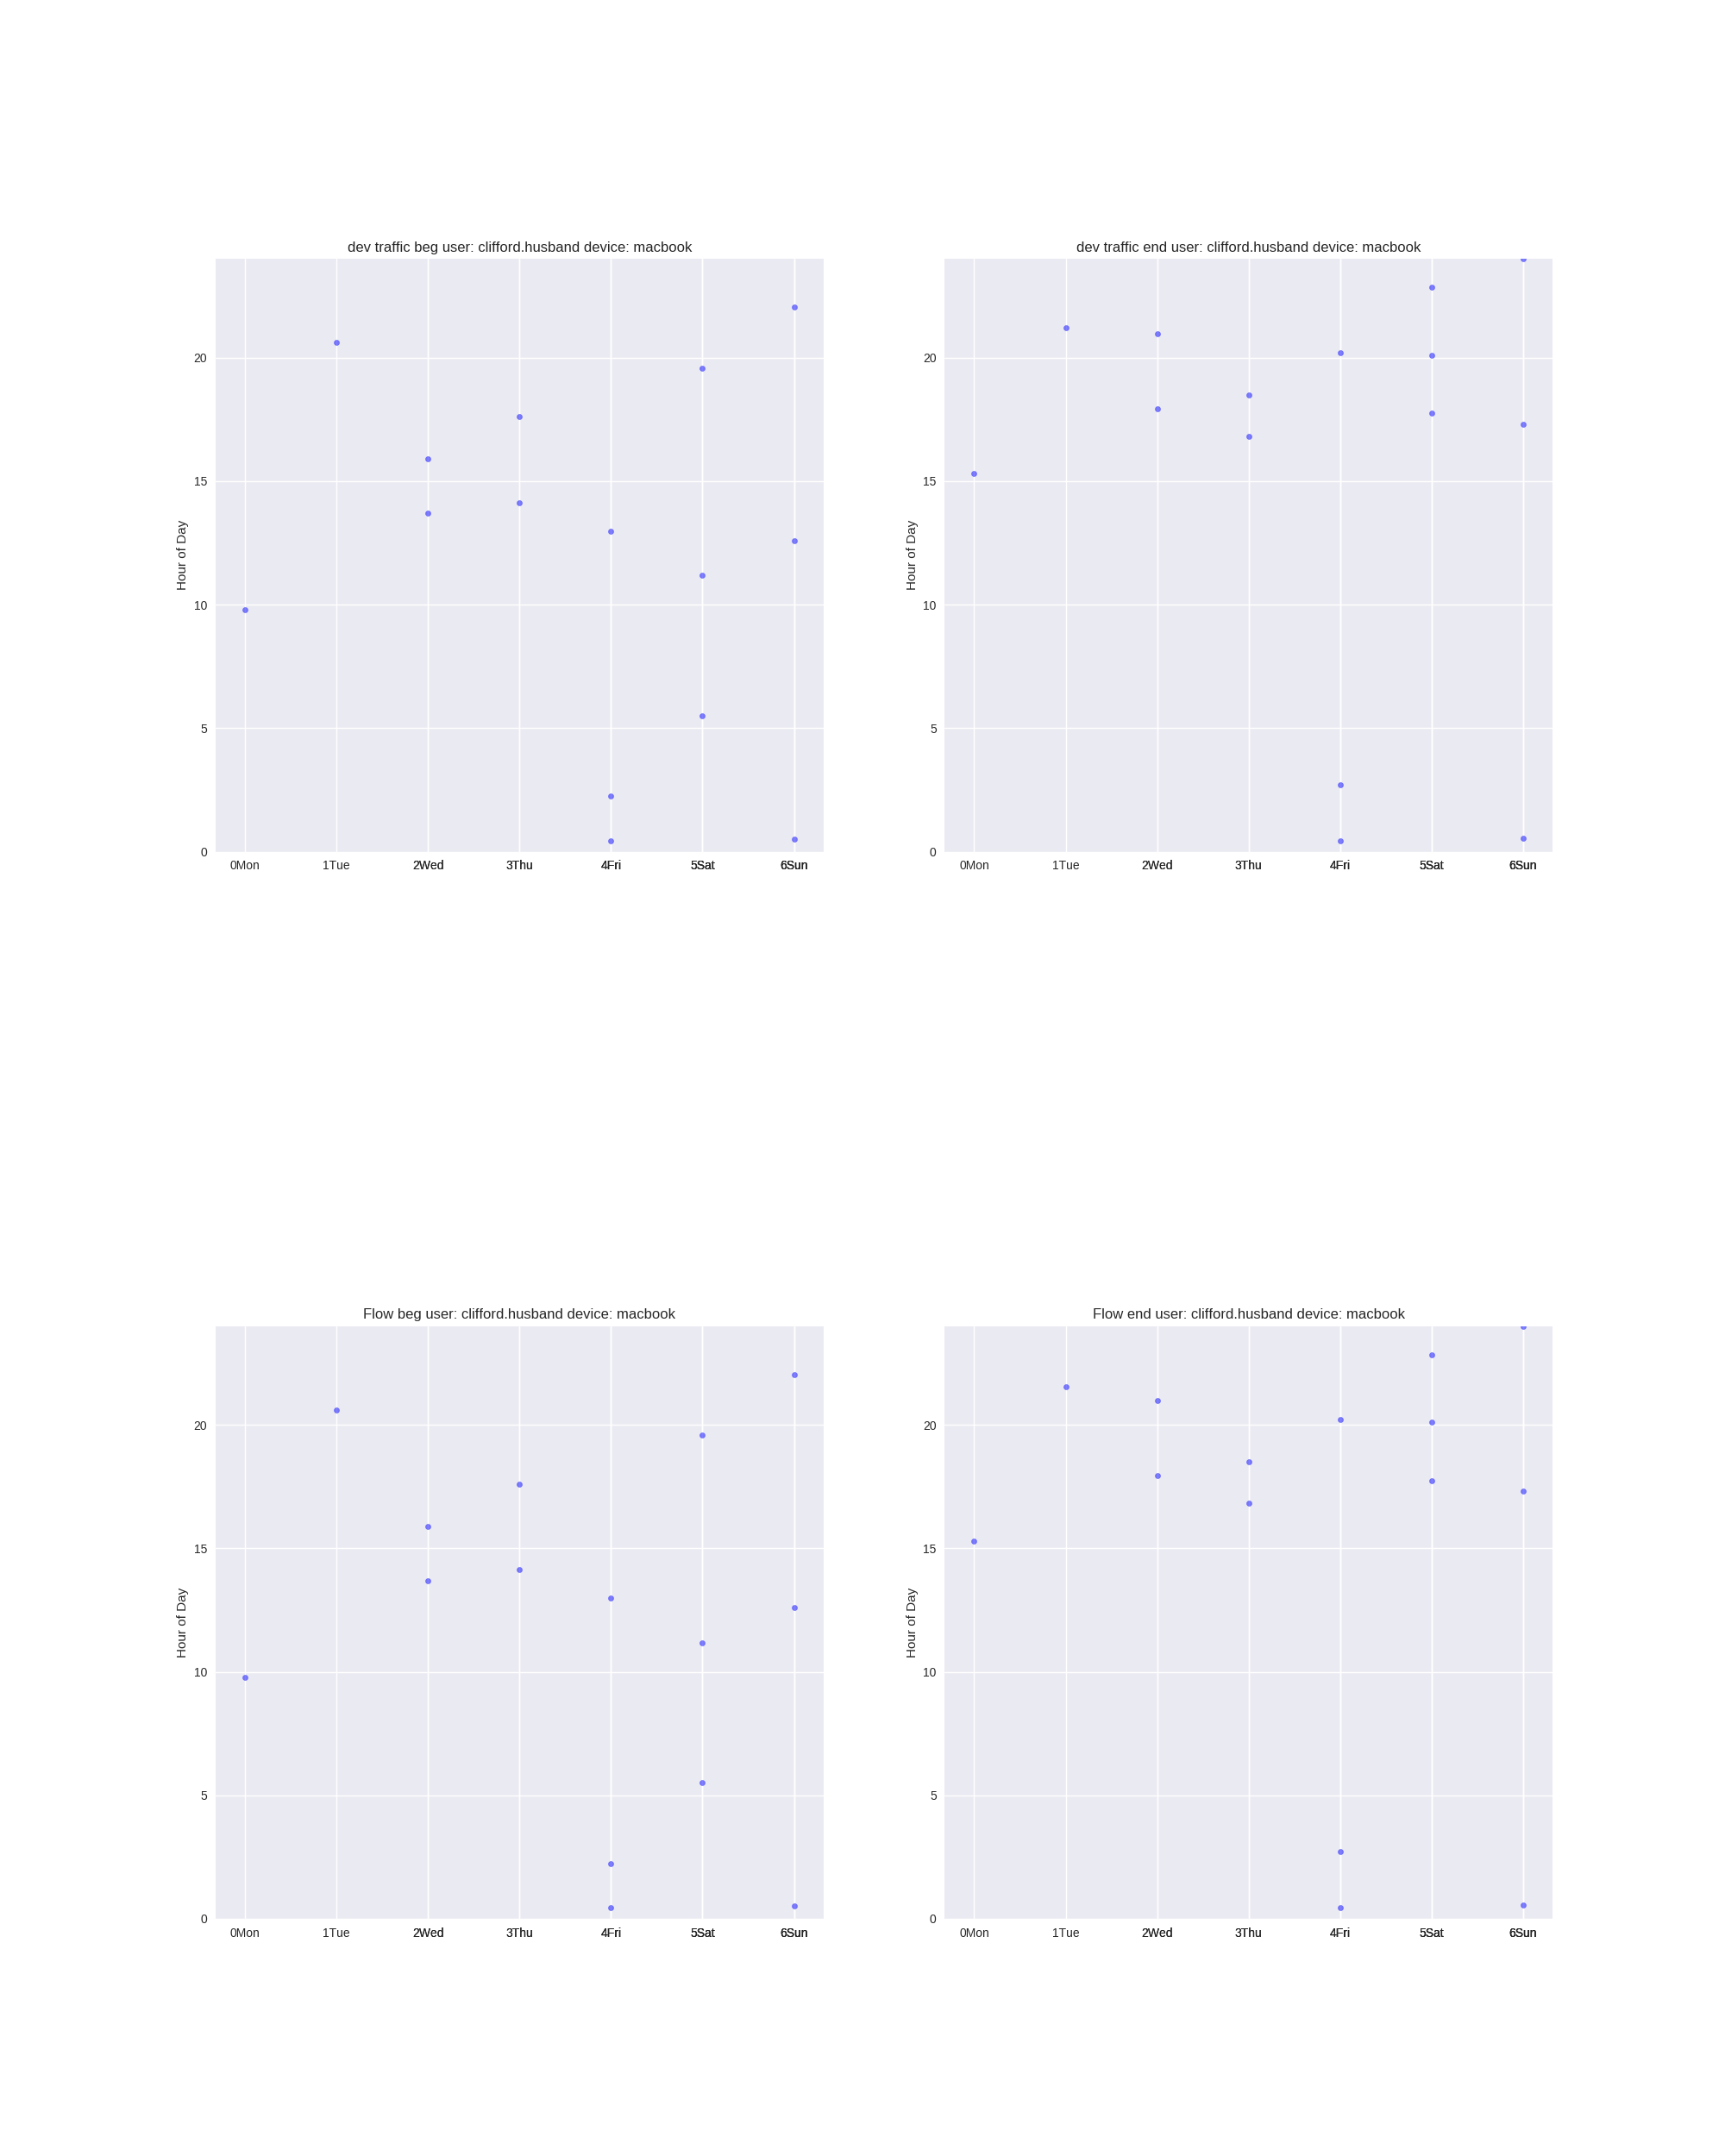 dev traffic beg user: clifford.husband device: macbook
Hour of Day
20
15
10
5
0
0Mon 1Tue 2Wed 3Thu 4Fri 5Sat 6Sun
dev traffic end user: clifford.husband device: macbook
Hour of Day
20
15
10
5
0
0Mon 1Tue 2Wed 3Thu 4Fri 5Sat 6Sun
Flow beg user: clifford.husband device: macbook
Hour of Day
20
15
10
5
0
0Mon 1Tue 2Wed 3Thu 4Fri 5Sat 6Sun
Flow end user: clifford.husband device: macbook
Hour of Day
20
15
10
5
0
0Mon 1Tue 2Wed 3Thu 4Fri 5Sat 6Sun